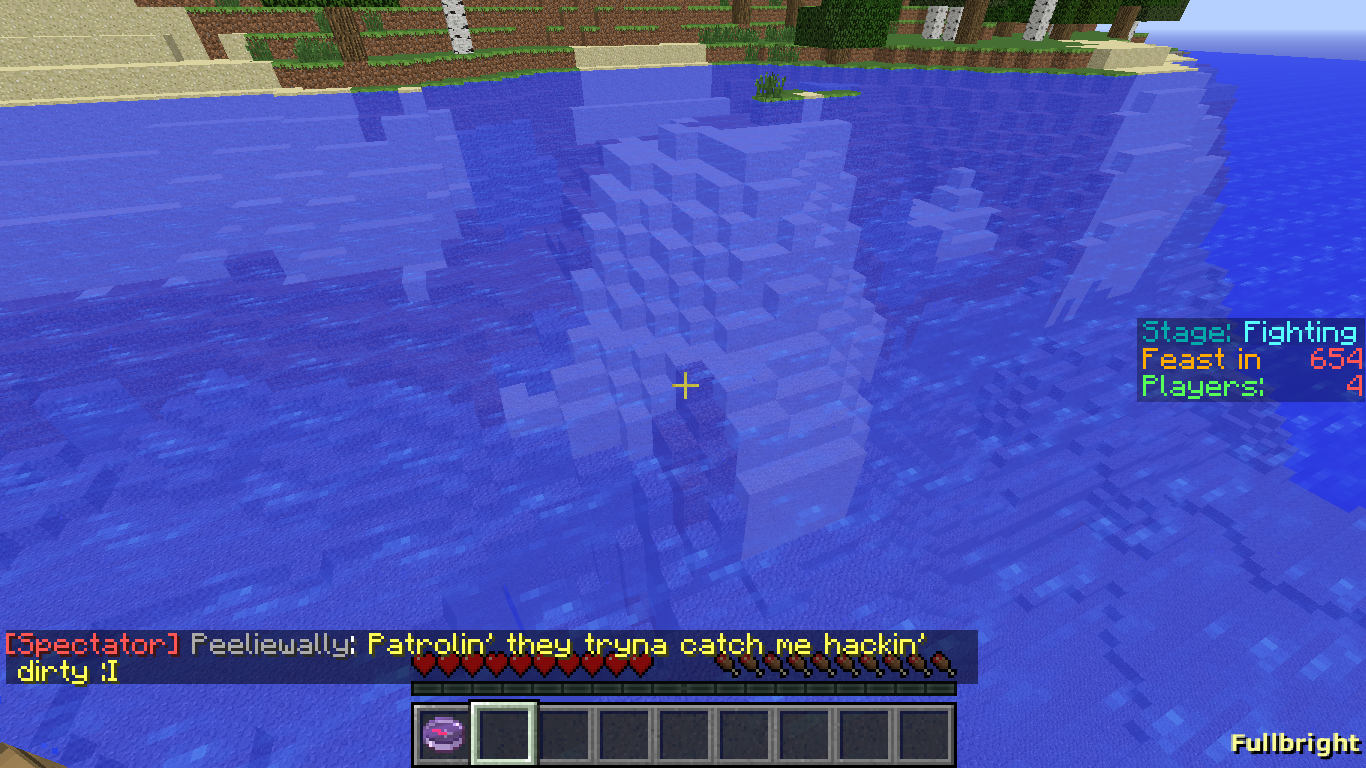 Stage: Fighting
Feast in 654
Players: 4
[Spectator] Peeliewally: Patrolin' they tryna catch me hackin'
dirty :I
Fullbright